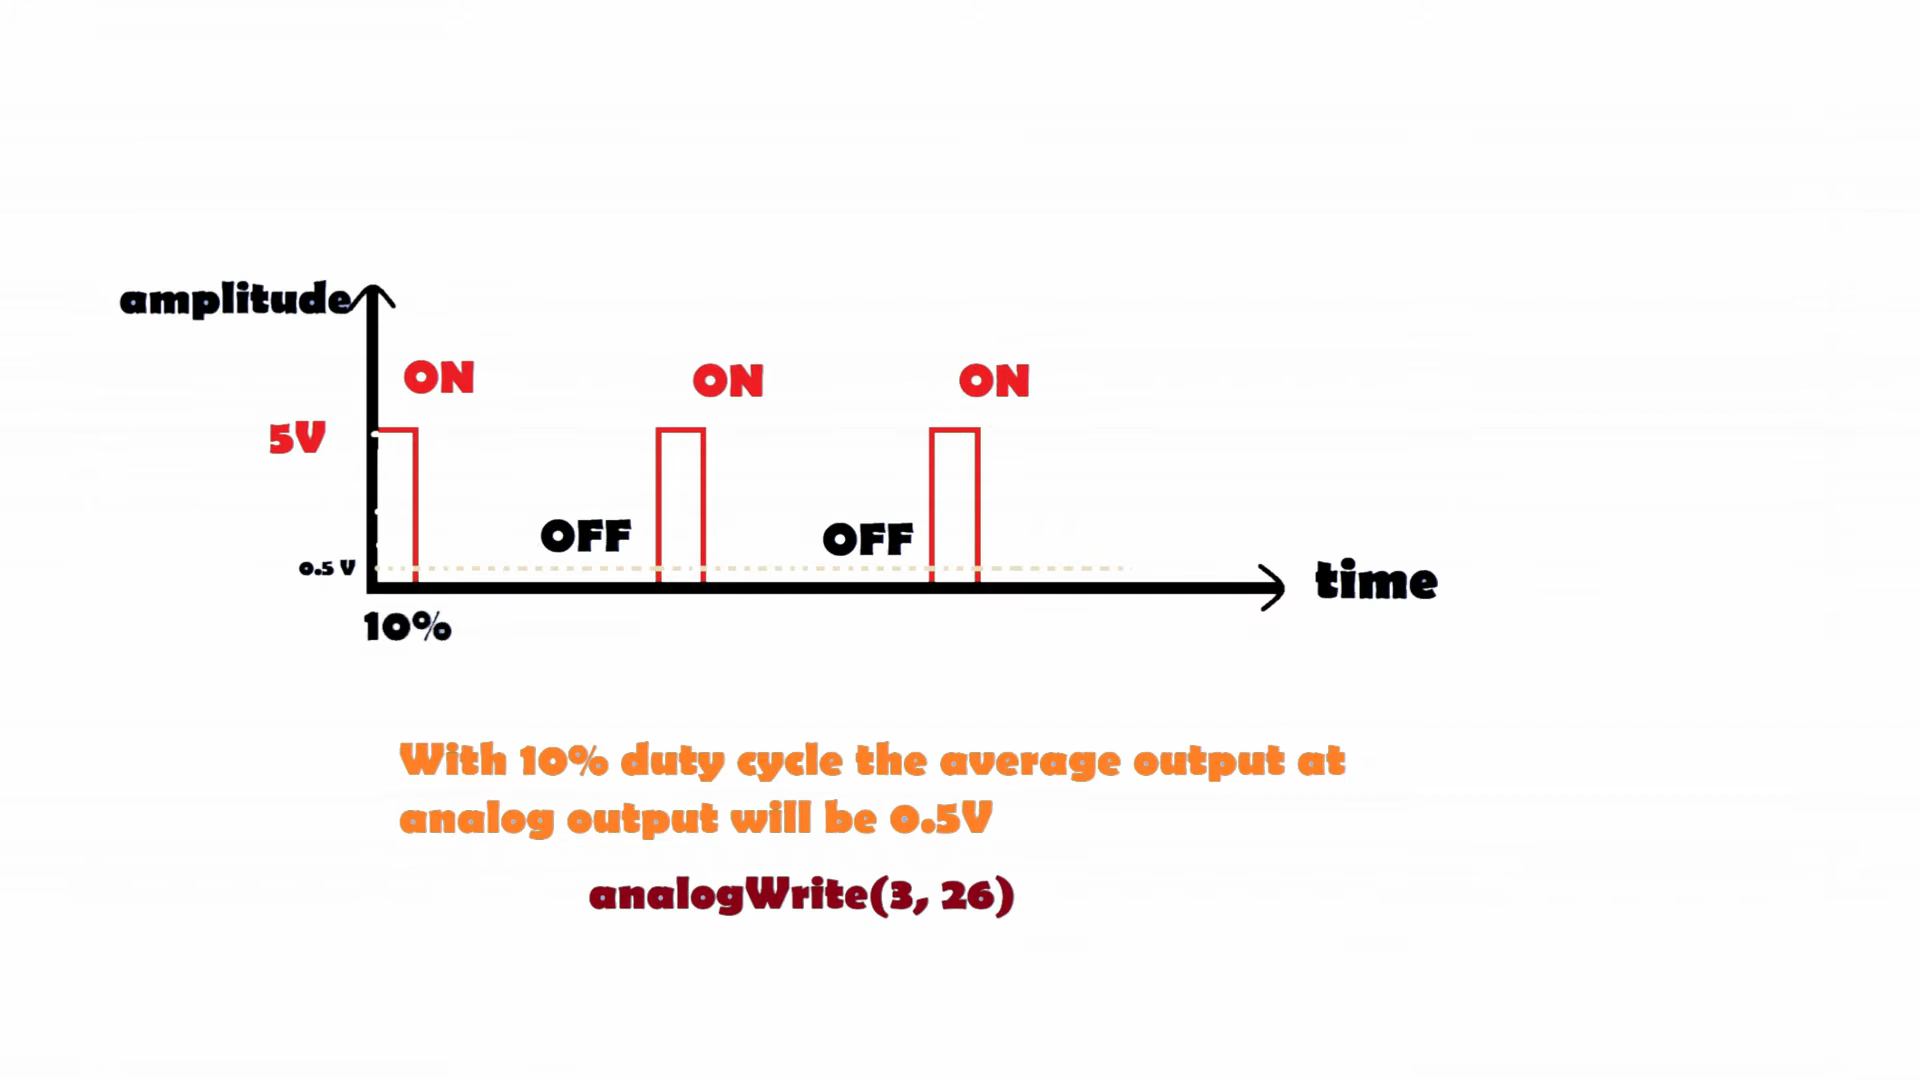 amplitude
ON
ON
ON
5V
OFF
OFF
0.5 V
time
10%
With 10% duty cycle the average output at
analog output will be 0.5V
analogWrite(3, 26)